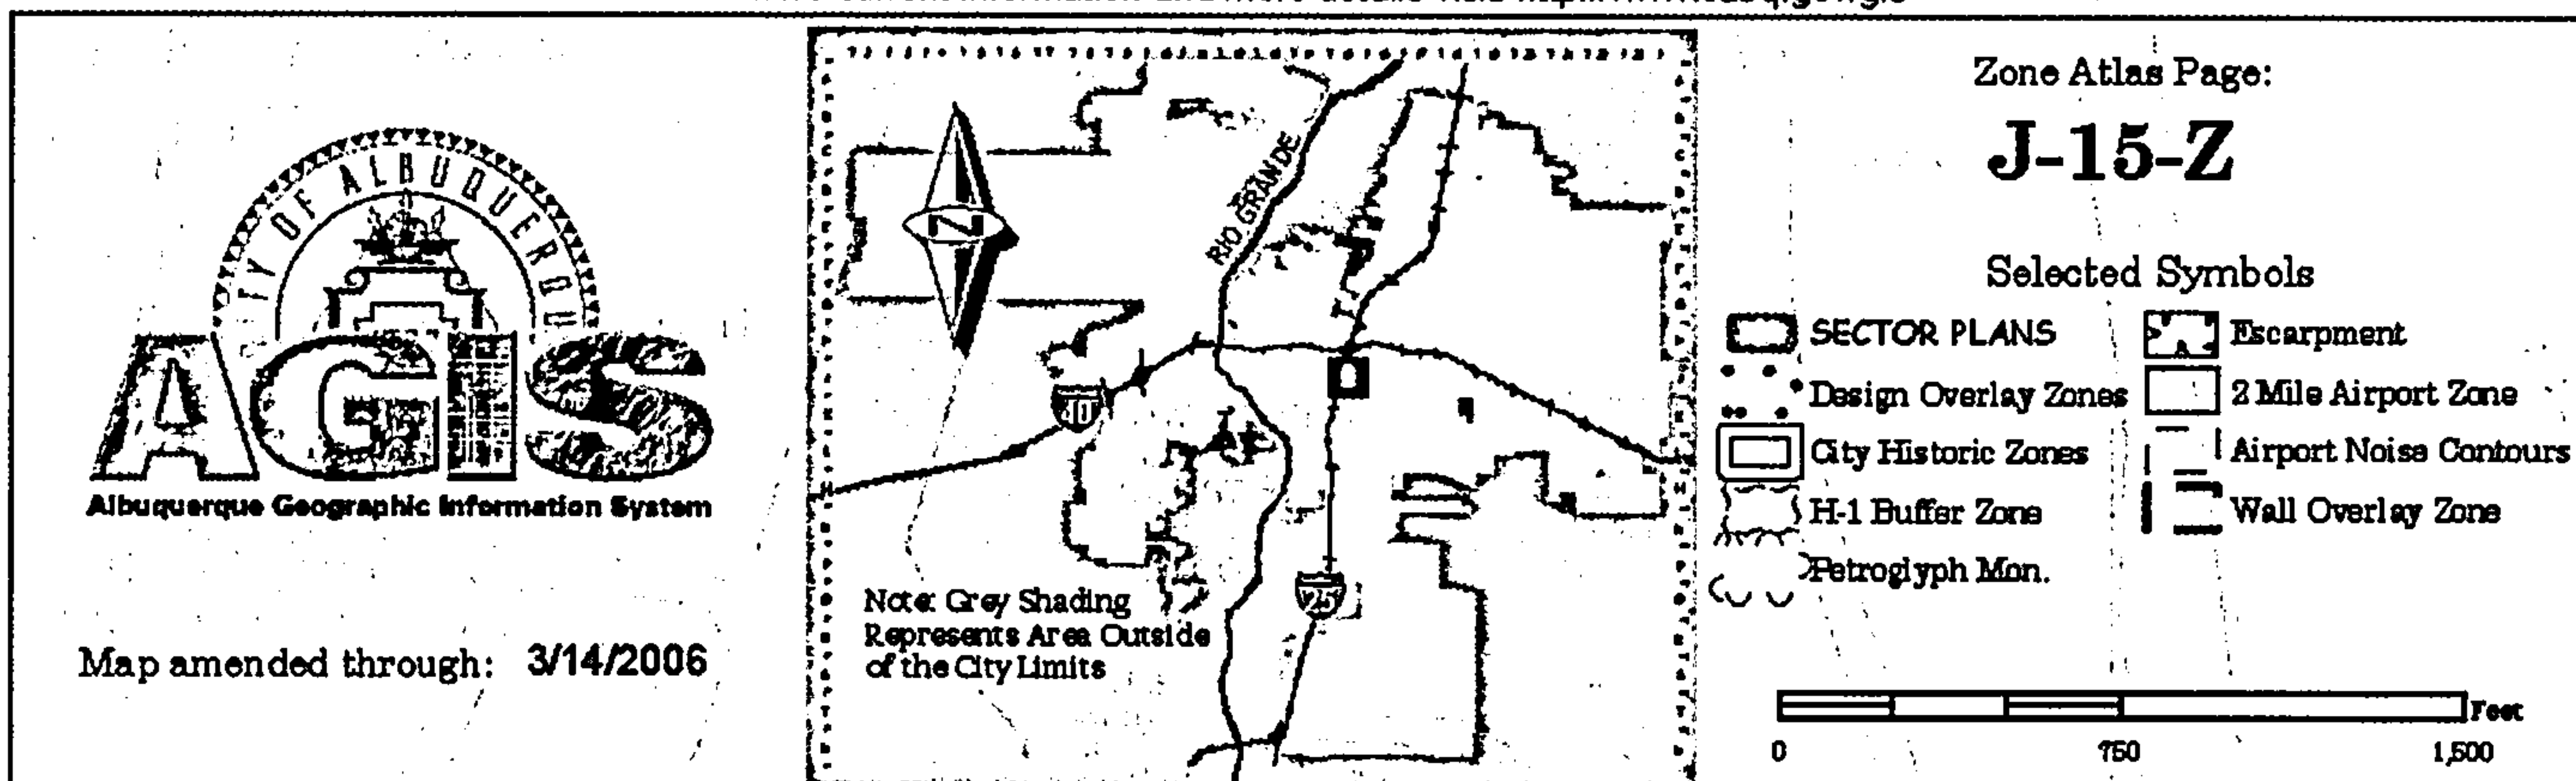 CITY OF ALBUQUERQUE
AGIS
Albuquerque Geographic Information System
Map amended through: 3/14/2006
N
RIO GRANDE
40
25
Note: Grey Shading
Represents Area Outside
of the City Limits
Zone Atlas Page:
J-15-Z
Selected Symbols
SECTOR PLANS
Design Overlay Zones
City Historic Zones
H-1 Buffer Zone
Petroglyph Mon.
Escarpment
2 Mile Airport Zone
Airport Noise Contours
Wall Overlay Zone
Feet
0 750 1,500